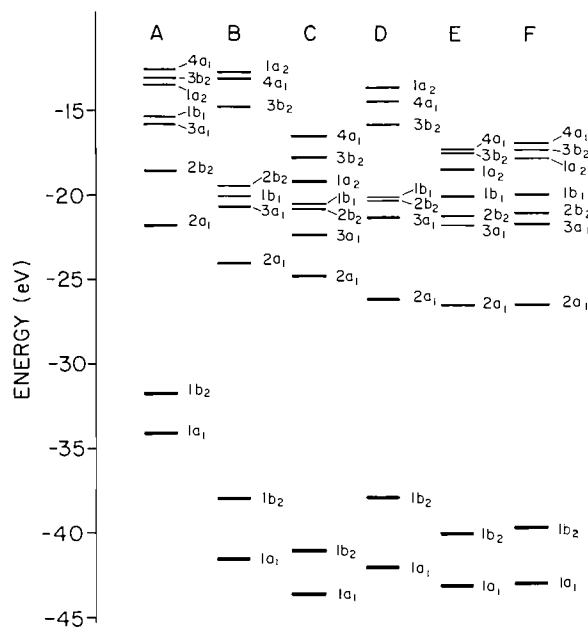 A B C D E F
ENERGY (eV)
-15
-20
-25
-30
-35
-40
-45
4a₁
3b₂
1a₂
1b₁
3a₁
2b₂
2a₁
1b₂
1a₁
1a₂
4a₁
3b₂
2b₂
1b₁
3a₁
2a₁
1b₂
1a₁
4a₁
3b₂
1a₂
1b₁
2b₂
3a₁
2a₁
1b₂
1a₁
1a₂
4a₁
3b₂
1b₁
2b₂
3a₁
2a₁
1b₂
1a₁
4a₁
3b₂
1a₂
1b₁
2b₂
3a₁
2a₁
1b₂
1a₁
4a₁
3b₂
1a₂
1b₁
2b₂
3a₁
2a₁
1b₂
1a₁